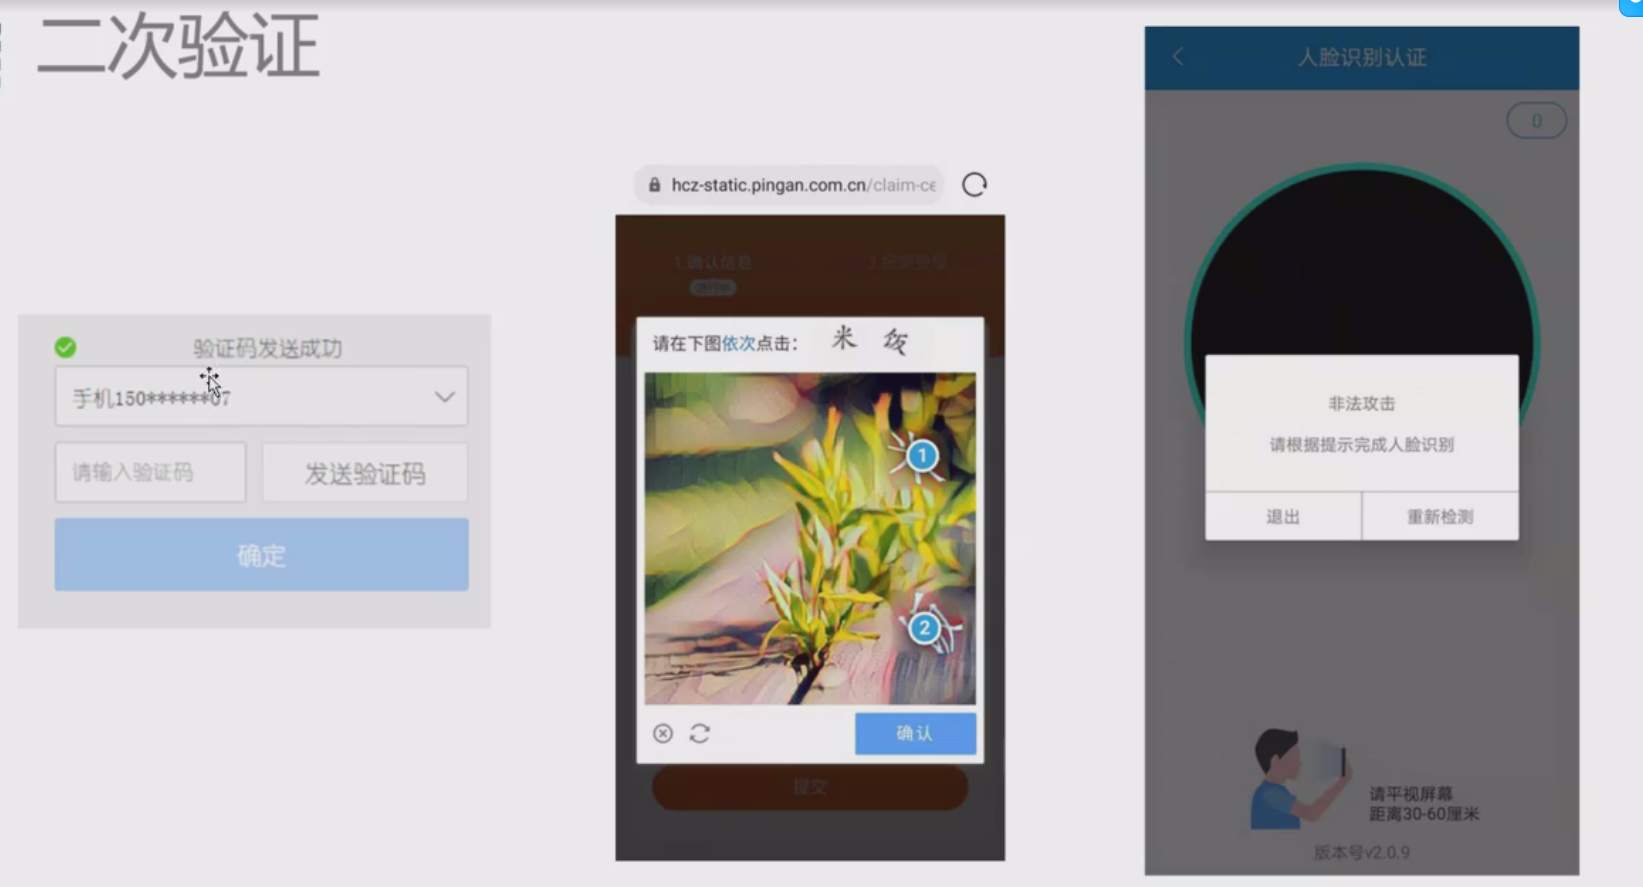 二次验证
验证码发送成功
手机150******07
请输入验证码
发送验证码
确定
hcz-static.pingan.com.cn/claim-ce
1.确认信息
进行中
请在下图依次点击：
米
1
2
确认
提交
人脸识别认证
0
非法攻击
请根据提示完成人脸识别
退出
重新检测
请平视屏幕
距离30-60厘米
版本号v2.0.9